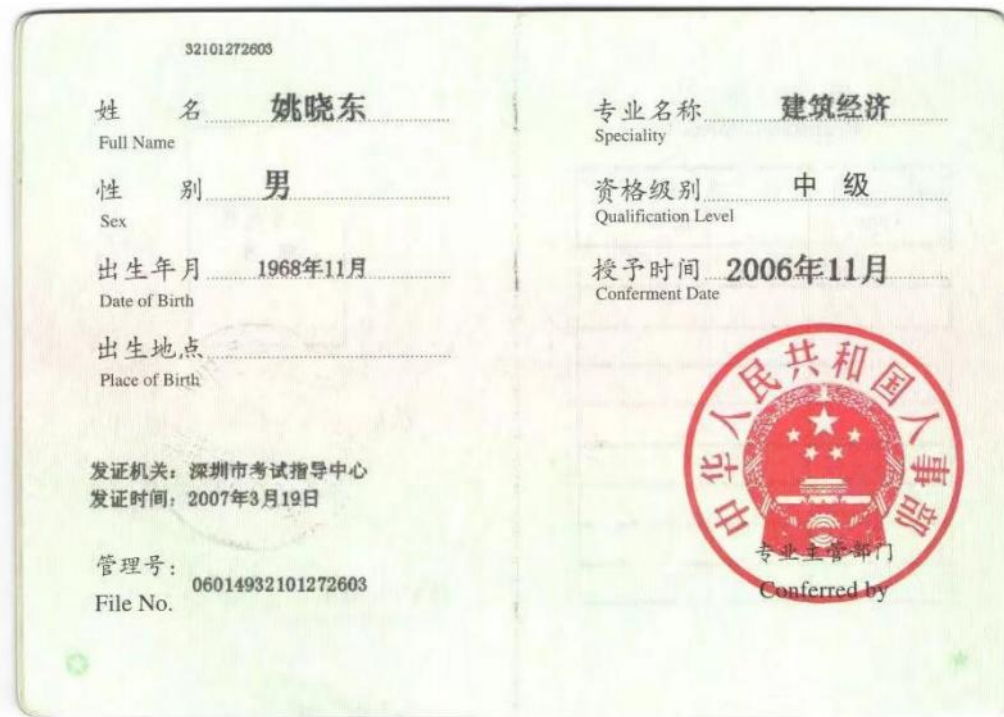 32101272603
姓 名 姚晓东
Full Name
性 别 男
Sex
出生年月 1968年11月
Date of Birth
出生地点
Place of Birth
发证机关：深圳市考试指导中心
发证时间：2007年3月19日
管理号：
06014932101272603
File No.
专业名称 建筑经济
Speciality
资格级别 中 级
Qualification Level
授予时间 2006年11月
Conferment Date
中华人民共和国人事部
专业主管部门
Conferred by